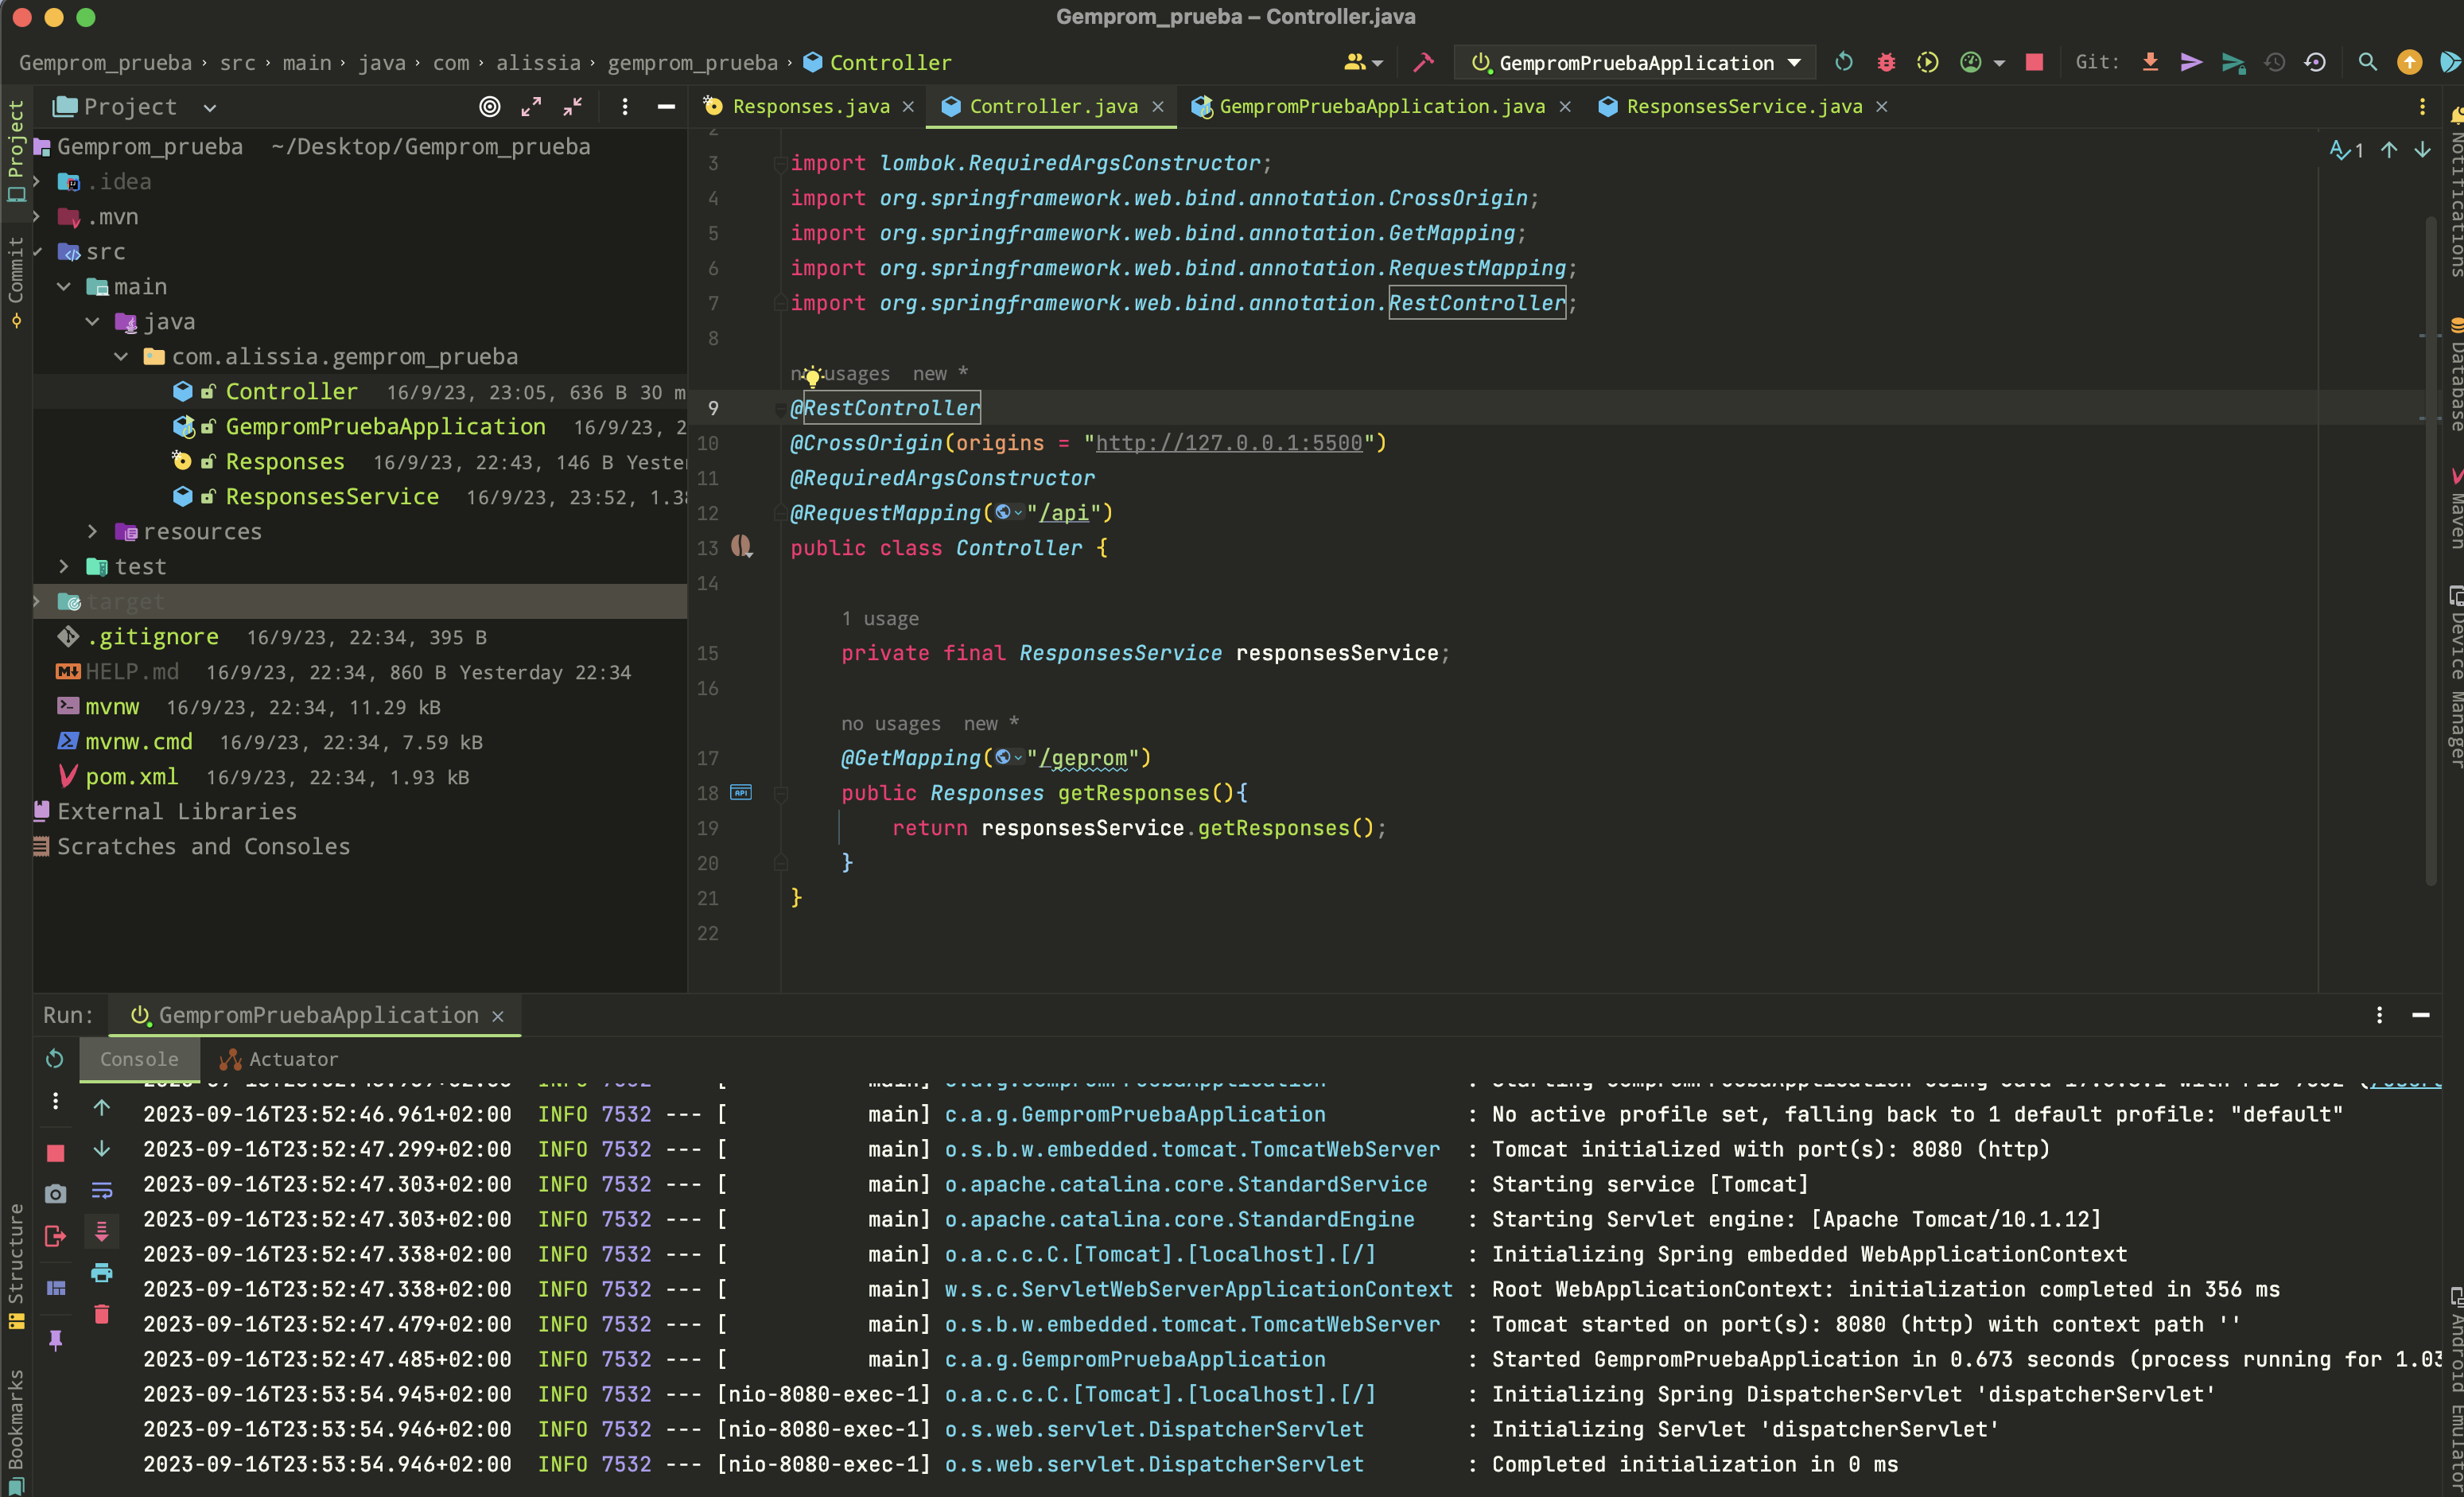 Gemprom_prueba – Controller.java
Gemprom_prueba › src › main › java › com › alissia › gemprom_prueba › Controller
GempromPruebaApplication
Git:
Project
Responses.java
Controller.java
GempromPruebaApplication.java
ResponsesService.java
Project
Commit
Structure
Bookmarks
Gemprom_prueba ~/Desktop/Gemprom_prueba
.idea
.mvn
src
main
java
com.alissia.gemprom_prueba
Controller 16/9/23, 23:05, 636 B 30 m
GempromPruebaApplication 16/9/23, 2
Responses 16/9/23, 22:43, 146 B Yester
ResponsesService 16/9/23, 23:52, 1.38
resources
test
target
.gitignore 16/9/23, 22:34, 395 B
HELP.md 16/9/23, 22:34, 860 B Yesterday 22:34
mvnw 16/9/23, 22:34, 11.29 kB
mvnw.cmd 16/9/23, 22:34, 7.59 kB
pom.xml 16/9/23, 22:34, 1.93 kB
External Libraries
Scratches and Consoles
1
2
3 import lombok.RequiredArgsConstructor;
4 import org.springframework.web.bind.annotation.CrossOrigin;
5 import org.springframework.web.bind.annotation.GetMapping;
6 import org.springframework.web.bind.annotation.RequestMapping;
7 import org.springframework.web.bind.annotation.RestController;
8
no usages new *
9 @RestController
10 @CrossOrigin(origins = "http://127.0.0.1:5500")
11 @RequiredArgsConstructor
12 @RequestMapping("/api")
13 public class Controller {
14
1 usage
15 private final ResponsesService responsesService;
16
no usages new *
17 @GetMapping("/geprom")
18 public Responses getResponses(){
API
19 return responsesService.getResponses();
20 }
21 }
22
Notifications
Database
Maven
Device Manager
Android Emulator
Run: GempromPruebaApplication
Console Actuator
2023-09-16T23:52:46.961+02:00 INFO 7532 --- [ main] c.a.g.GempromPruebaApplication : No active profile set, falling back to 1 default profile: "default"
2023-09-16T23:52:47.299+02:00 INFO 7532 --- [ main] o.s.b.w.embedded.tomcat.TomcatWebServer : Tomcat initialized with port(s): 8080 (http)
2023-09-16T23:52:47.303+02:00 INFO 7532 --- [ main] o.apache.catalina.core.StandardService : Starting service [Tomcat]
2023-09-16T23:52:47.303+02:00 INFO 7532 --- [ main] o.apache.catalina.core.StandardEngine : Starting Servlet engine: [Apache Tomcat/10.1.12]
2023-09-16T23:52:47.338+02:00 INFO 7532 --- [ main] o.a.c.c.C.[Tomcat].[localhost].[/] : Initializing Spring embedded WebApplicationContext
2023-09-16T23:52:47.338+02:00 INFO 7532 --- [ main] w.s.c.ServletWebServerApplicationContext : Root WebApplicationContext: initialization completed in 356 ms
2023-09-16T23:52:47.479+02:00 INFO 7532 --- [ main] o.s.b.w.embedded.tomcat.TomcatWebServer : Tomcat started on port(s): 8080 (http) with context path ''
2023-09-16T23:52:47.485+02:00 INFO 7532 --- [ main] c.a.g.GempromPruebaApplication : Started GempromPruebaApplication in 0.673 seconds (process running for 1.03
2023-09-16T23:53:54.945+02:00 INFO 7532 --- [nio-8080-exec-1] o.a.c.c.C.[Tomcat].[localhost].[/] : Initializing Spring DispatcherServlet 'dispatcherServlet'
2023-09-16T23:53:54.946+02:00 INFO 7532 --- [nio-8080-exec-1] o.s.web.servlet.DispatcherServlet : Initializing Servlet 'dispatcherServlet'
2023-09-16T23:53:54.946+02:00 INFO 7532 --- [nio-8080-exec-1] o.s.web.servlet.DispatcherServlet : Completed initialization in 0 ms